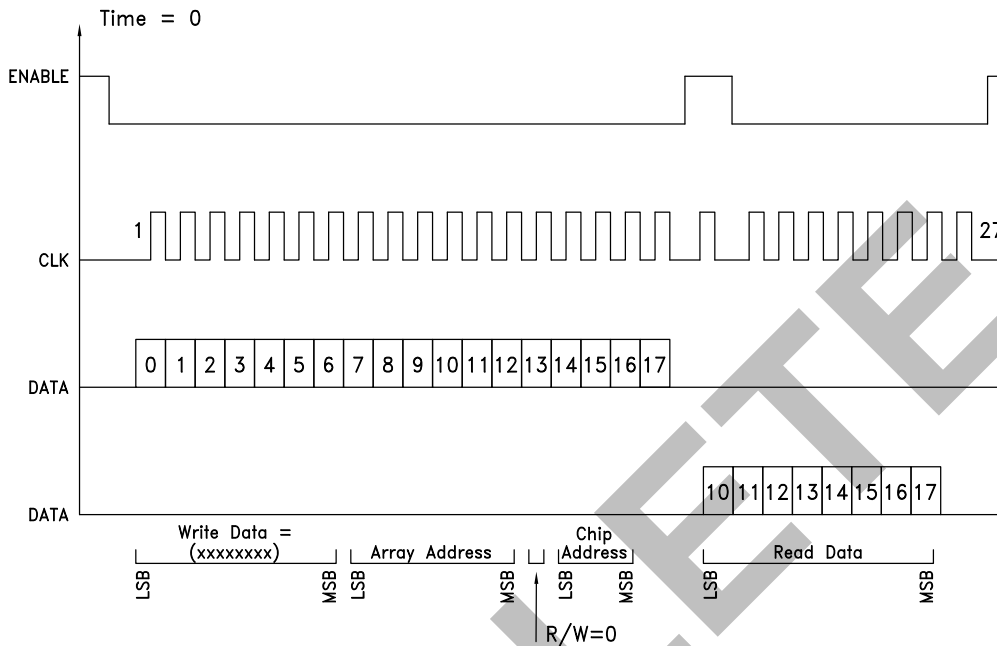 Time = 0
ENABLE
1
27
CLK
0 1 2 3 4 5 6 7 8 9 10 11 12 13 14 15 16 17
DATA
10 11 12 13 14 15 16 17
DATA
Write Data =
(xxxxxxxx)
Array Address
Chip
Address
Read Data
LSB
MSB
LSB
MSB
LSB
MSB
LSB
MSB
R/W=0
LETE